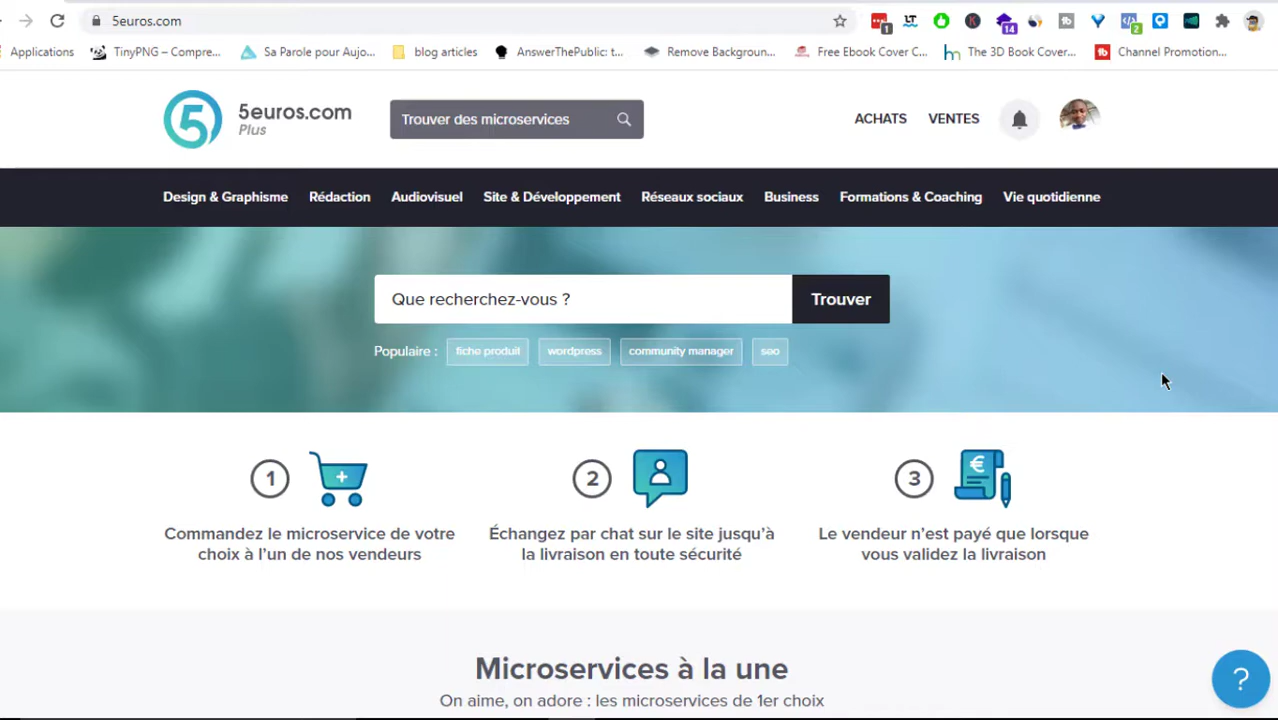 5euros.com
1
14
2
Applications TinyPNG – Compre... Sa Parole pour Aujo... blog articles AnswerThePublic: t... Remove Backgroun... Free Ebook Cover C... The 3D Book Cover... Channel Promotion...
5 5euros.com
Plus
Trouver des microservices
ACHATS VENTES
Design & Graphisme Rédaction Audiovisuel Site & Développement Réseaux sociaux Business Formations & Coaching Vie quotidienne
Que recherchez-vous ? Trouver
Populaire : fiche produit wordpress community manager seo
1 2 3
Commandez le microservice de votre
choix à l'un de nos vendeurs
Échangez par chat sur le site jusqu'à
la livraison en toute sécurité
Le vendeur n'est payé que lorsque
vous validez la livraison
Microservices à la une
On aime, on adore : les microservices de 1er choix
?